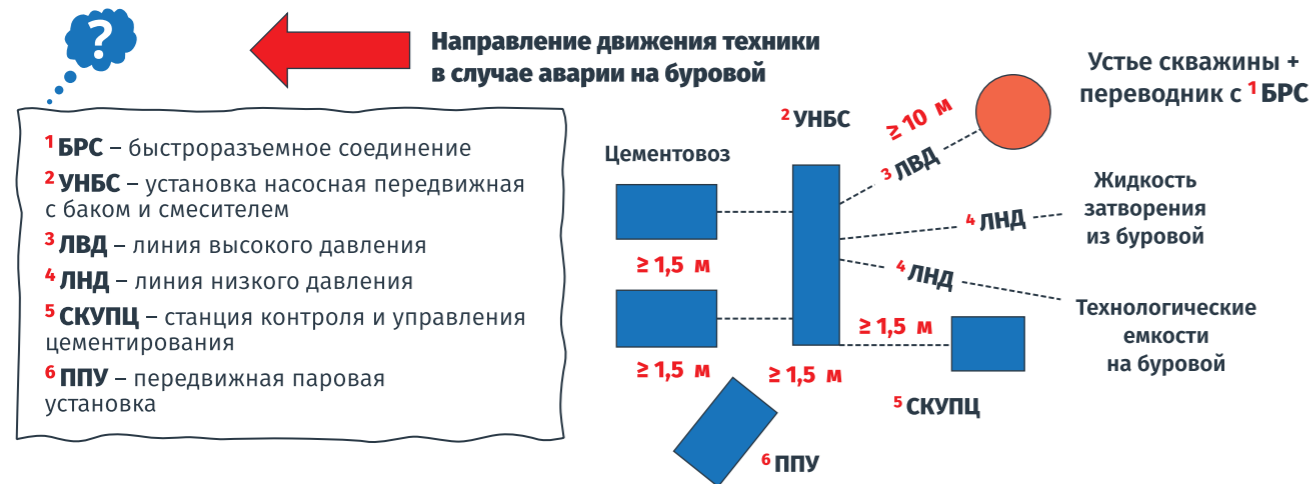 ?
Направление движения техники
в случае аварии на буровой
Устье скважины +
переводник с ¹ БРС
¹ БРС – быстроразъемное соединение
² УНБС – установка насосная передвижная
с баком и смесителем
³ ЛВД – линия высокого давления
⁴ ЛНД – линия низкого давления
⁵ СКУПЦ – станция контроля и управления
цементирования
⁶ ППУ – передвижная паровая
установка
² УНБС
≥ 10 м
Цементовоз
³ ЛВД
Жидкость
затворения
из буровой
⁴ ЛНД
≥ 1,5 м
⁴ ЛНД
Технологические
емкости
на буровой
≥ 1,5 м
≥ 1,5 м
≥ 1,5 м
⁵ СКУПЦ
⁶ ППУ